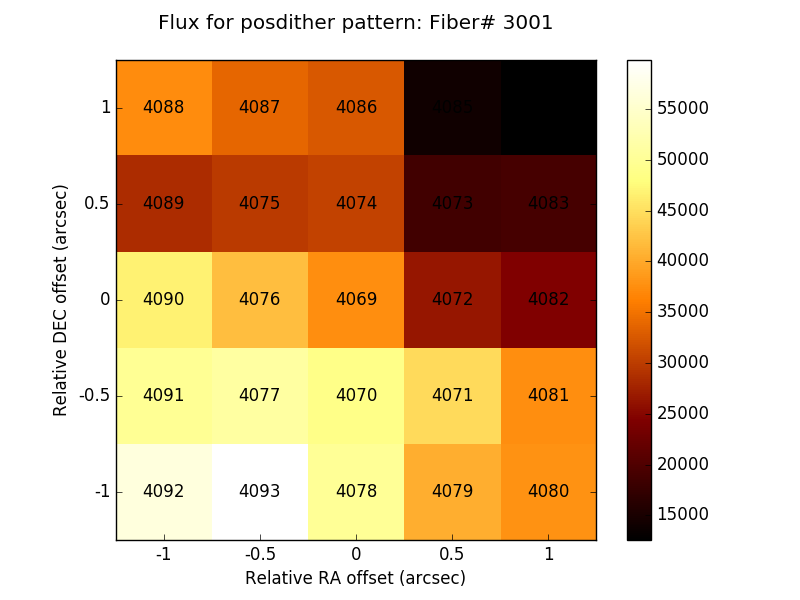 Flux for posdither pattern: Fiber# 3001
1 4088 4087 4086 4085
0.5 4089 4075 4074 4073 4083
0 4090 4076 4069 4072 4082
-0.5 4091 4077 4070 4071 4081
-1 4092 4093 4078 4079 4080
-1 -0.5 0 0.5 1
Relative RA offset (arcsec)
Relative DEC offset (arcsec)
55000
50000
45000
40000
35000
30000
25000
20000
15000